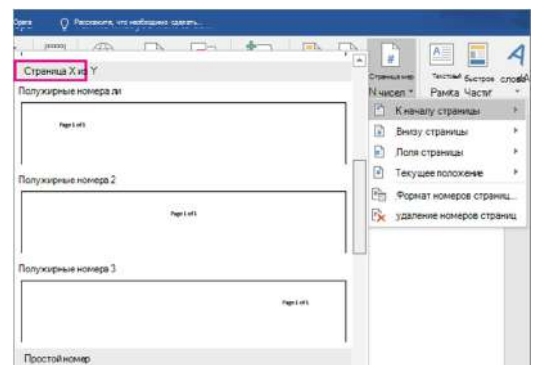 Расскажите, что необходимо сделать...
Страница X из Y
Полужирные номера ли
Page 1 of 1
Полужирные номера 2
Page 1 of 1
Полужирные номера 3
Page 1 of 1
Простой номер
Текстовый Быстрое
N чисел Рамка Части
К началу страницы
Внизу страницы
Поля страницы
Текущее положение
Формат номеров страниц...
удаление номеров страниц